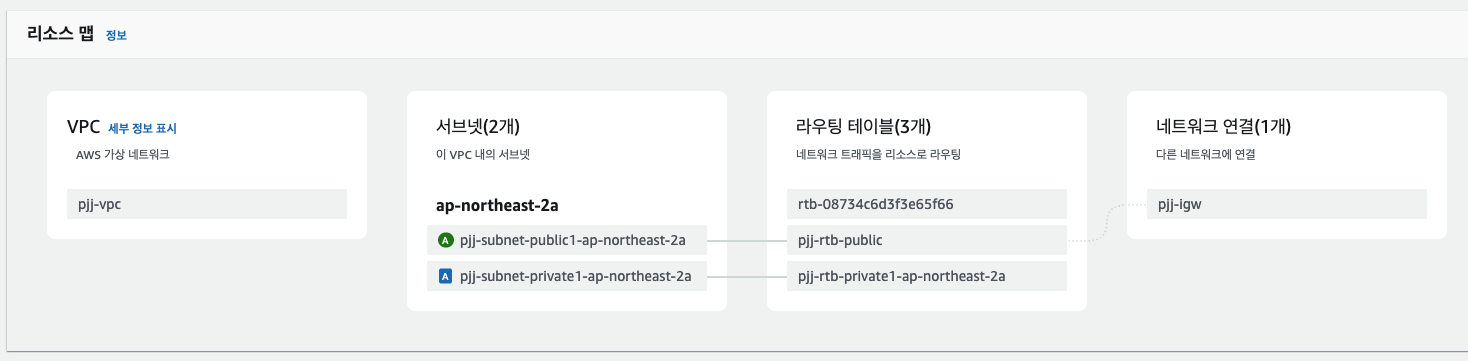 리소스 맵 정보
VPC 세부 정보 표시
AWS 가상 네트워크
pjj-vpc
서브넷(2개)
이 VPC 내의 서브넷
ap-northeast-2a
A pjj-subnet-public1-ap-northeast-2a
A pjj-subnet-private1-ap-northeast-2a
라우팅 테이블(3개)
네트워크 트래픽을 리소스로 라우팅
rtb-08734c6d3f3e65f66
pjj-rtb-public
pjj-rtb-private1-ap-northeast-2a
네트워크 연결(1개)
다른 네트워크에 연결
pjj-igw